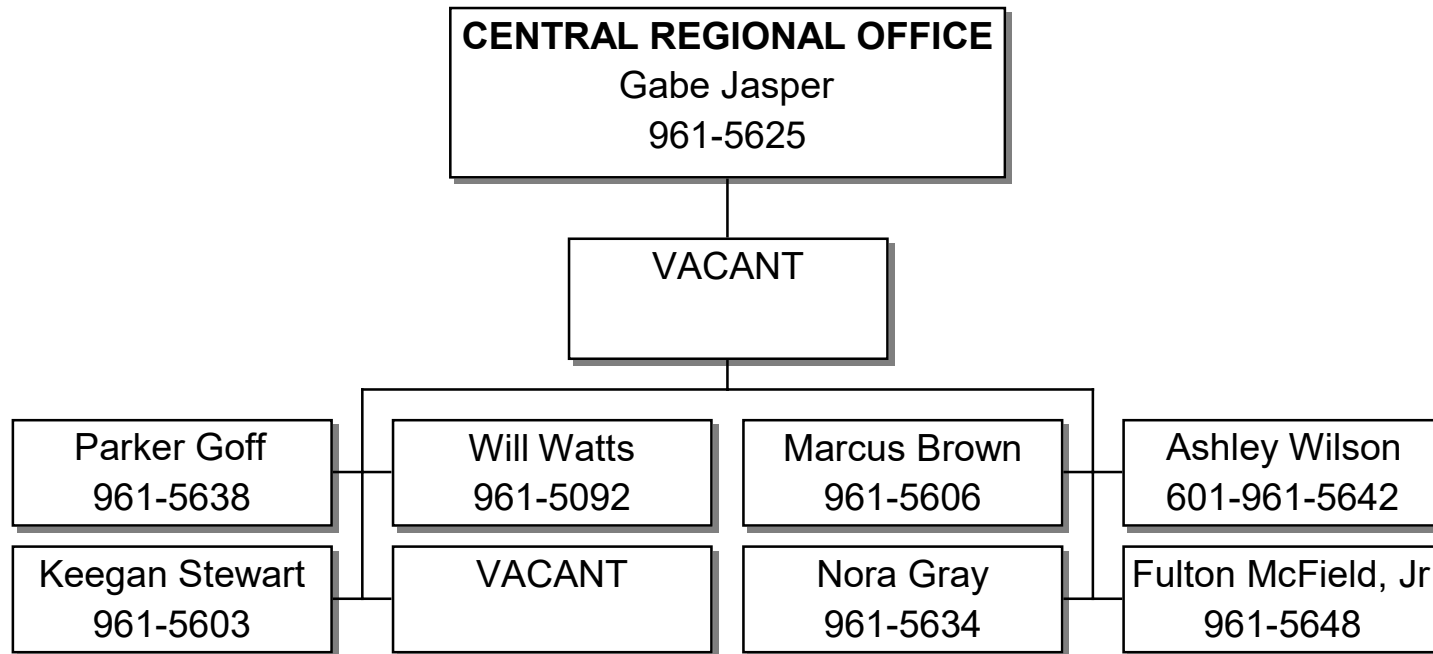 CENTRAL REGIONAL OFFICE
Gabe Jasper
961-5625
VACANT
Parker Goff
961-5638
Will Watts
961-5092
Marcus Brown
961-5606
Ashley Wilson
601-961-5642
Keegan Stewart
961-5603
VACANT
Nora Gray
961-5634
Fulton McField, Jr
961-5648